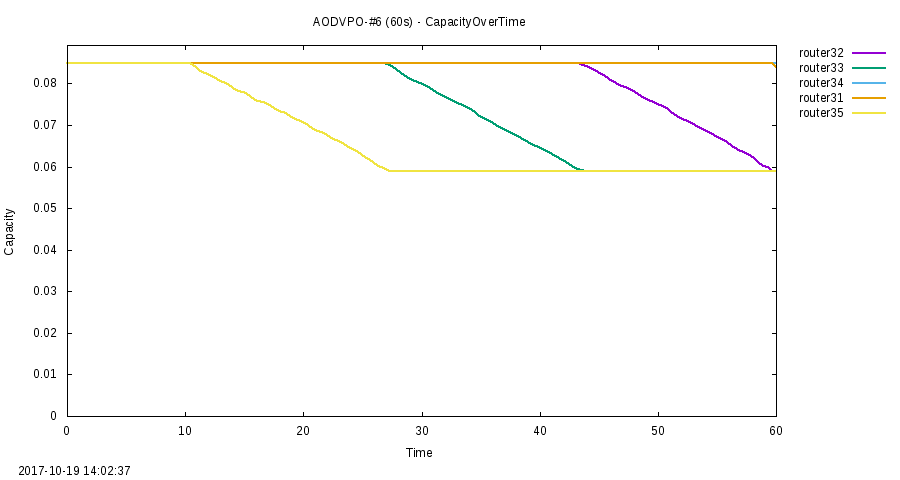 AODVPO-#6 (60s) - CapacityOverTime
router32
router33
router34
router31
router35
Capacity
0.08
0.07
0.06
0.05
0.04
0.03
0.02
0.01
0
0 10 20 30 40 50 60
Time
2017-10-19 14:02:37